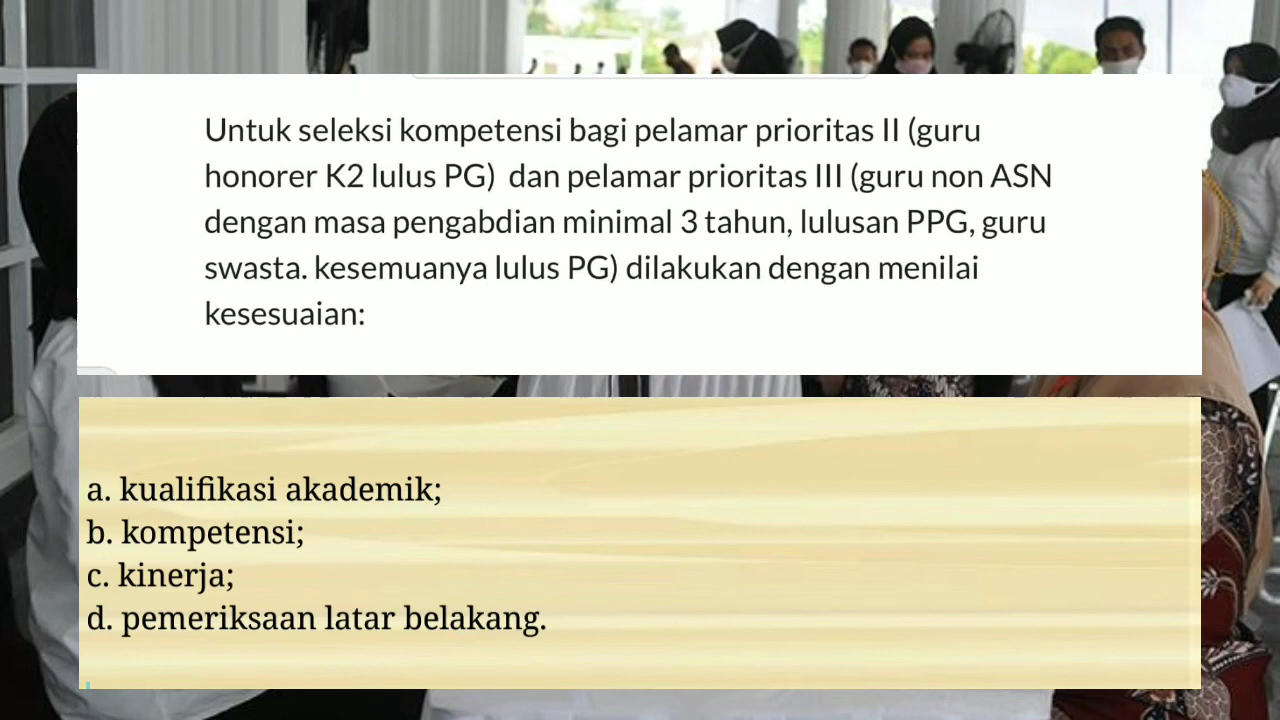 Untuk seleksi kompetensi bagi pelamar prioritas II (guru
honorer K2 lulus PG)  dan pelamar prioritas III (guru non ASN
dengan masa pengabdian minimal 3 tahun, lulusan PPG, guru
swasta. kesemuanya lulus PG) dilakukan dengan menilai
kesesuaian:
a. kualifikasi akademik;
b. kompetensi;
c. kinerja;
d. pemeriksaan latar belakang.